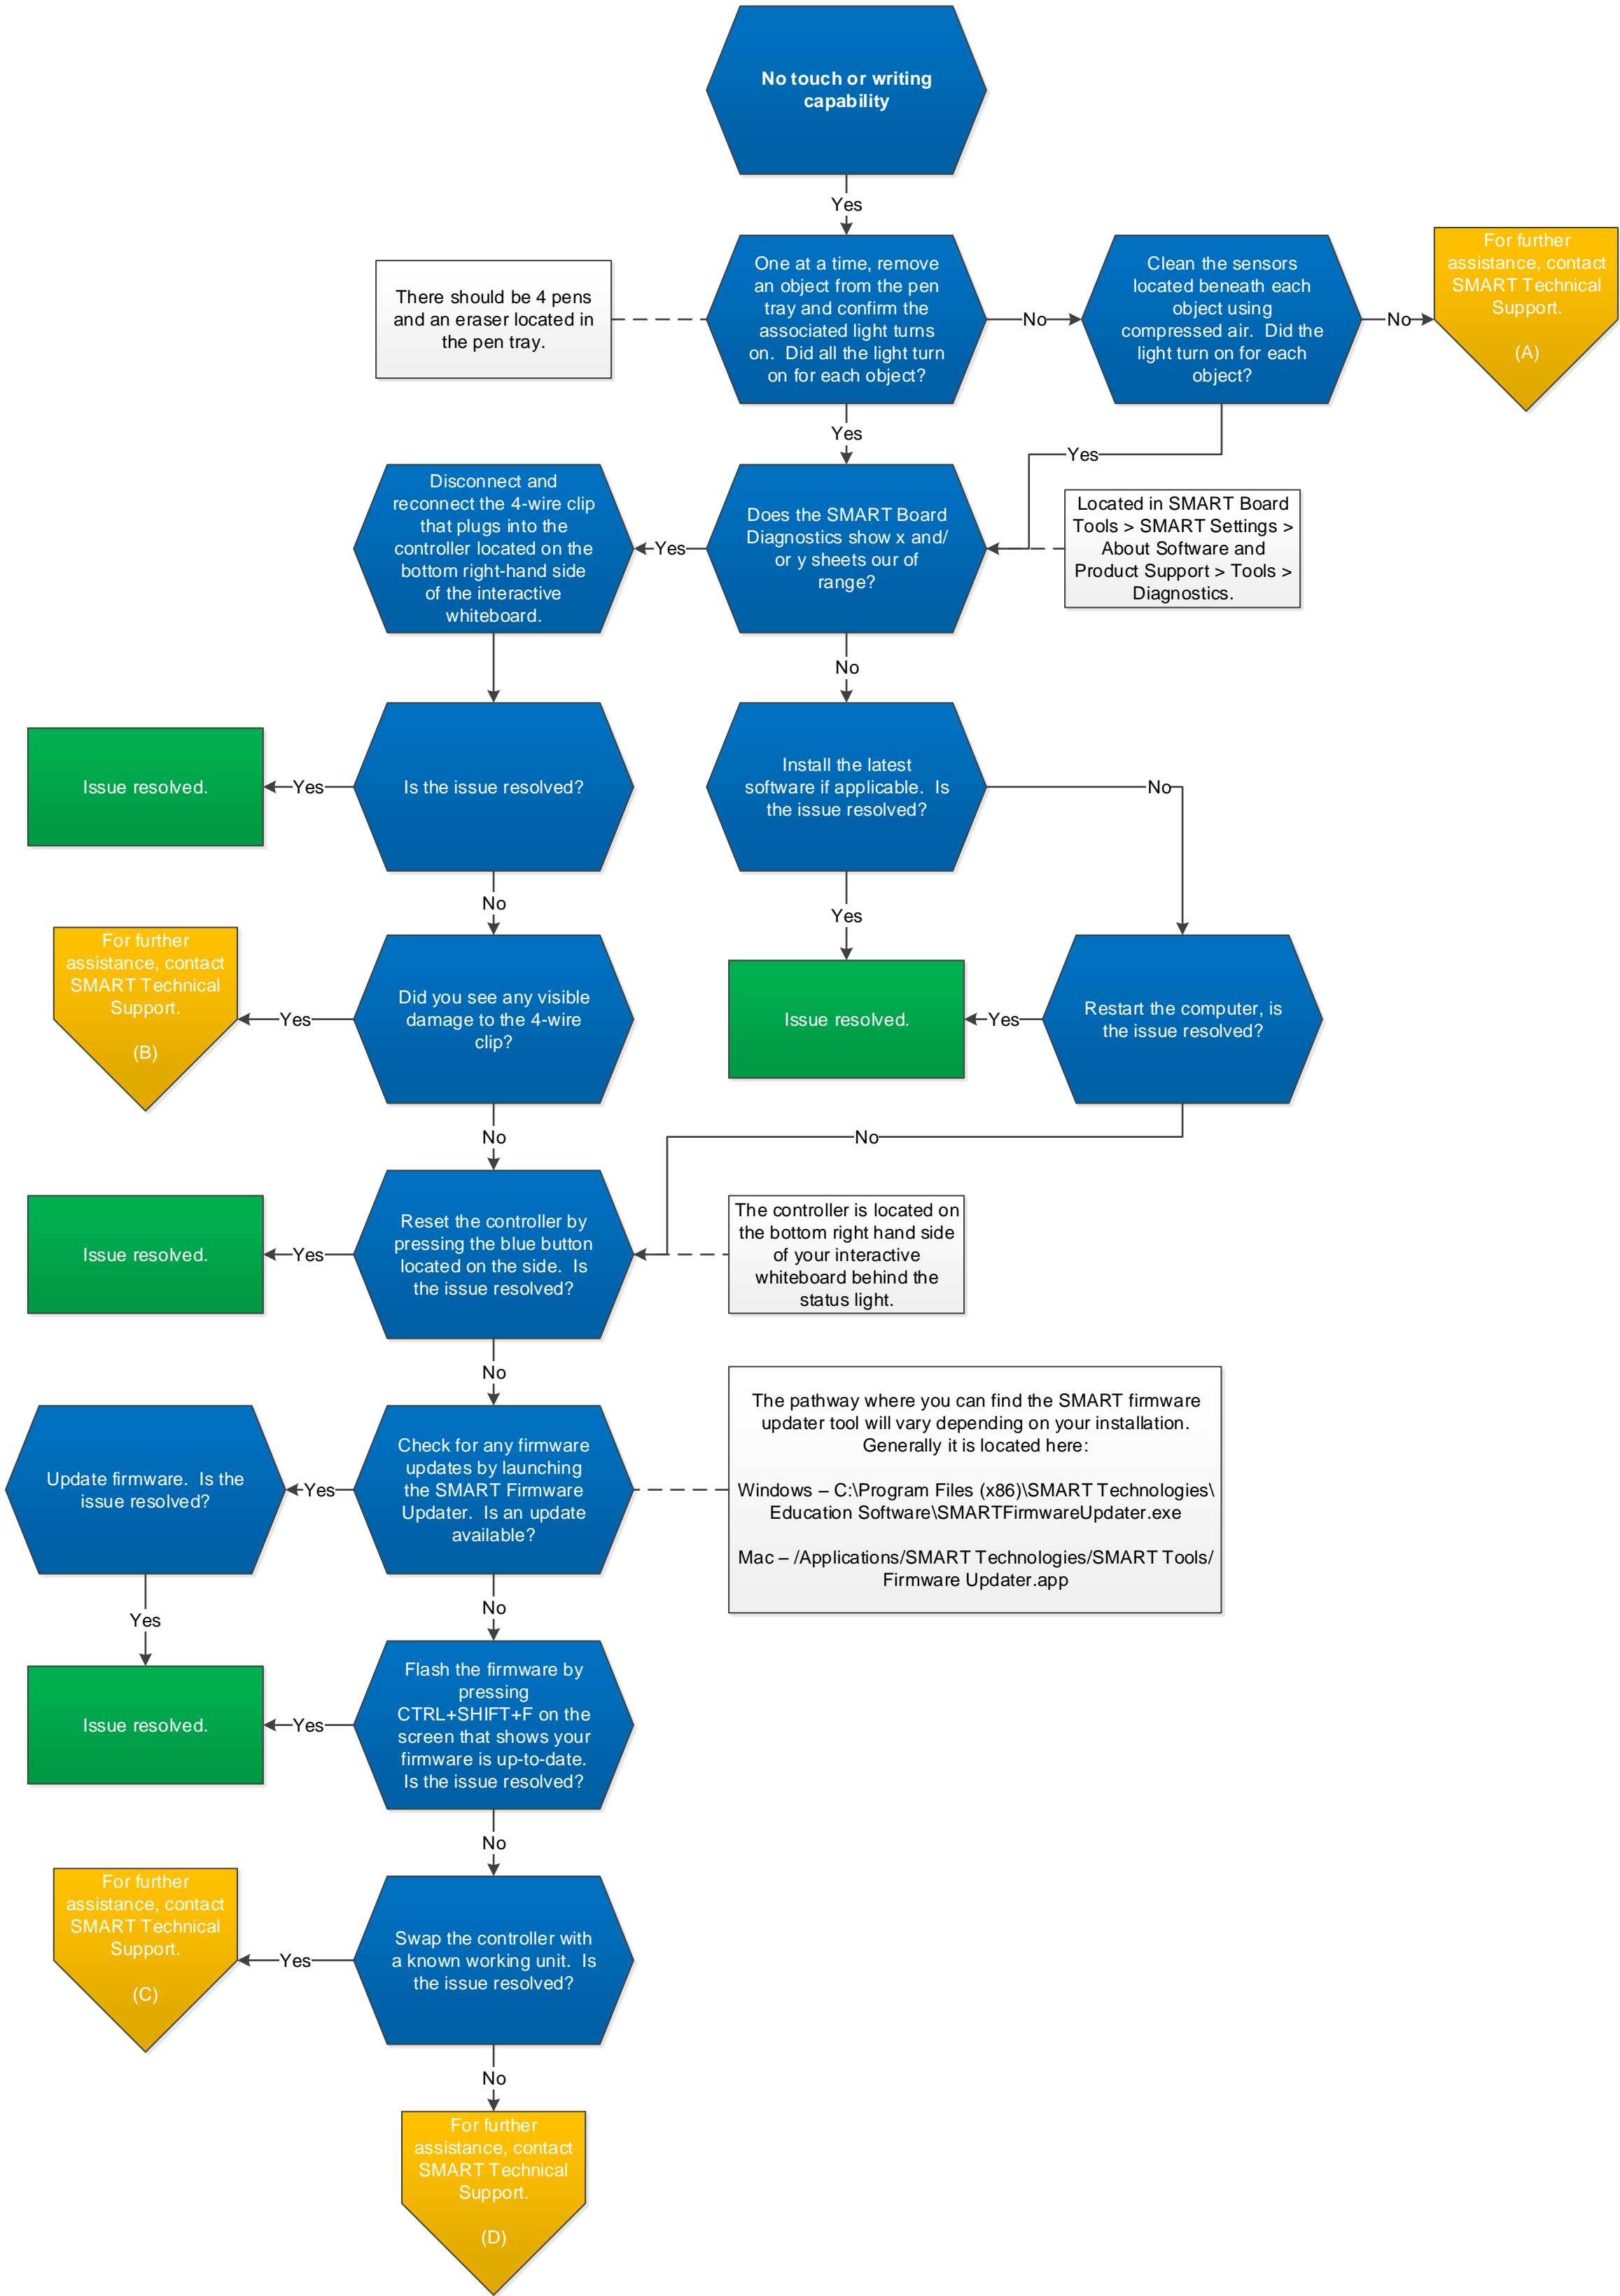 No touch or writing
capability
Yes
There should be 4 pens
and an eraser located in
the pen tray.
One at a time, remove
an object from the pen
tray and confirm the
associated light turns
on.  Did all the light turn
on for each object?
No
Clean the sensors
located beneath each
object using
compressed air.  Did the
light turn on for each
object?
No
For further
assistance, contact
SMART Technical
Support.
(A)
Yes
Yes
Disconnect and
reconnect the 4-wire clip
that plugs into the
controller located on the
bottom right-hand side
of the interactive
whiteboard.
Yes
Does the SMART Board
Diagnostics show x and/
or y sheets our of
range?
Located in SMART Board
Tools > SMART Settings >
About Software and
Product Support > Tools >
Diagnostics.
No
Issue resolved.
Yes
Is the issue resolved?
Install the latest
software if applicable.  Is
the issue resolved?
No
No
Yes
For further
assistance, contact
SMART Technical
Support.
(B)
Yes
Did you see any visible
damage to the 4-wire
clip?
Issue resolved.
Yes
Restart the computer, is
the issue resolved?
No
No
Issue resolved.
Yes
Reset the controller by
pressing the blue button
located on the side.  Is
the issue resolved?
The controller is located on
the bottom right hand side
of your interactive
whiteboard behind the
status light.
No
Update firmware.  Is the
issue resolved?
Yes
Check for any firmware
updates by launching
the SMART Firmware
Updater.  Is an update
available?
The pathway where you can find the SMART firmware
updater tool will vary depending on your installation.
Generally it is located here:
Windows – C:\Program Files (x86)\SMART Technologies\
Education Software\SMARTFirmwareUpdater.exe
Mac – /Applications/SMART Technologies/SMART Tools/
Firmware Updater.app
Yes
No
Issue resolved.
Yes
Flash the firmware by
pressing
CTRL+SHIFT+F on the
screen that shows your
firmware is up-to-date.
Is the issue resolved?
No
For further
assistance, contact
SMART Technical
Support.
(C)
Yes
Swap the controller with
a known working unit.  Is
the issue resolved?
No
For further
assistance, contact
SMART Technical
Support.
(D)